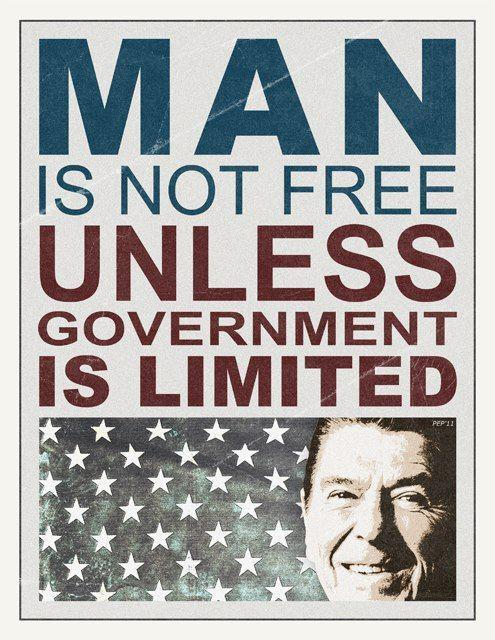 MAN
IS NOT FREE
UNLESS
GOVERNMENT
IS LIMITED
PEP'11